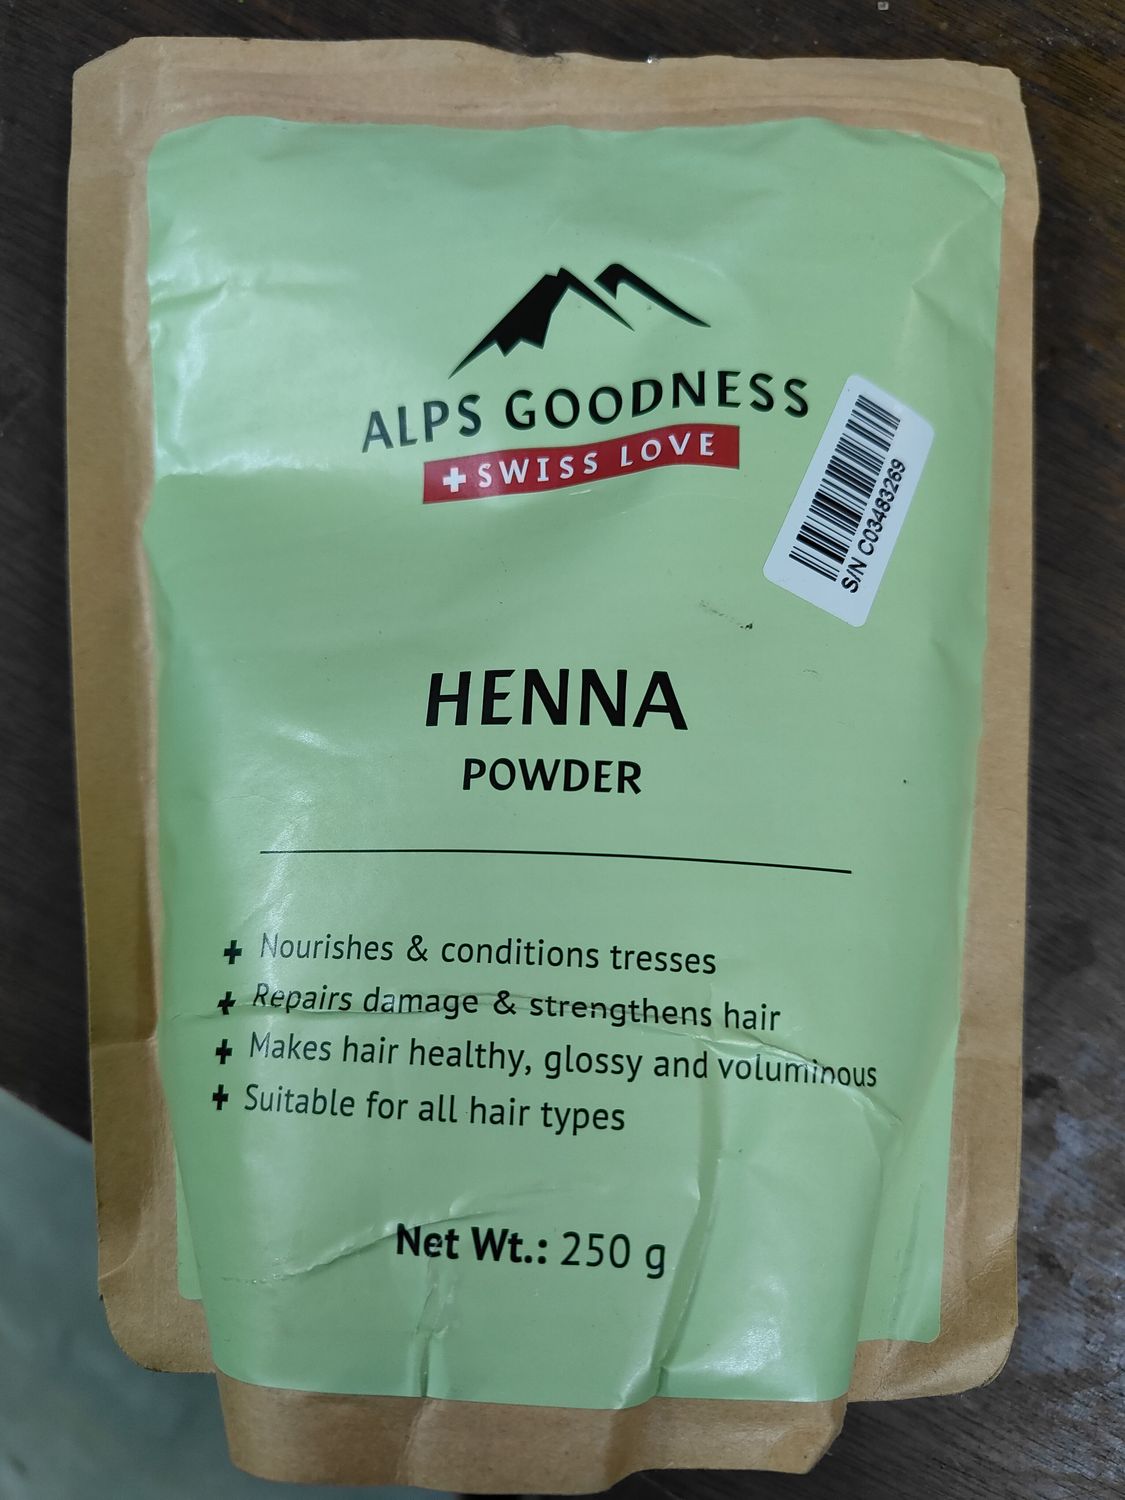 ALPS GOODNESS
SWISS LOVE
S/N C03483269
HENNA
POWDER
Nourishes & conditions tresses
Repairs damage & strengthens hair
Makes hair healthy, glossy and voluminous
Suitable for all hair types
Net Wt.: 250 g